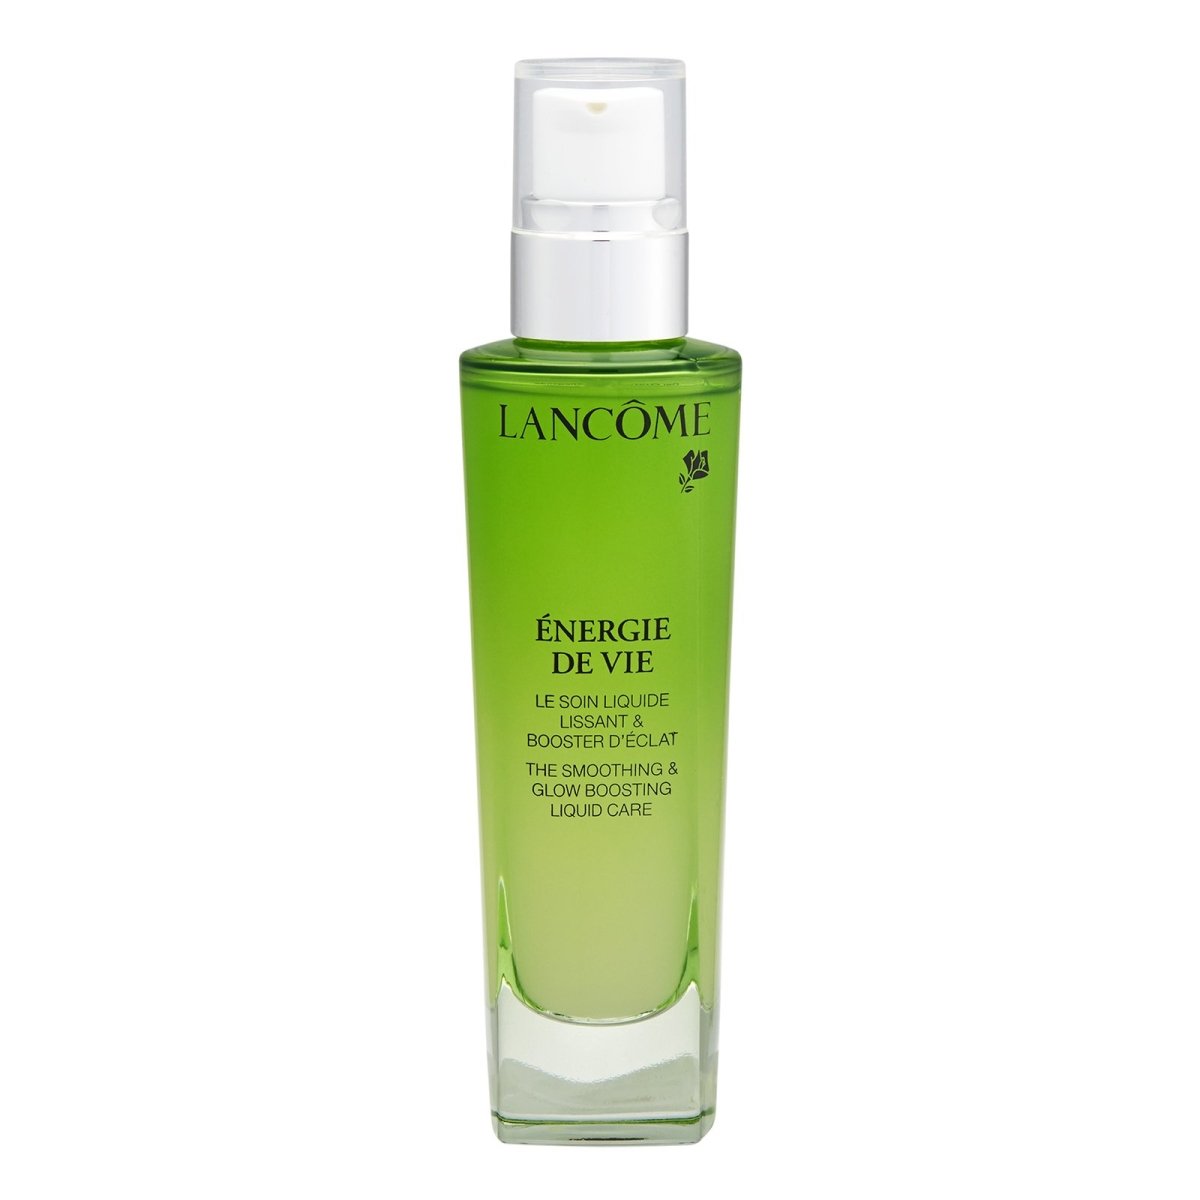 LANCÔME
ÉNERGIE
DE VIE
LE SOIN LIQUIDE
LISSANT &
BOOSTER D'ÉCLAT
THE SMOOTHING &
GLOW BOOSTING
LIQUID CARE